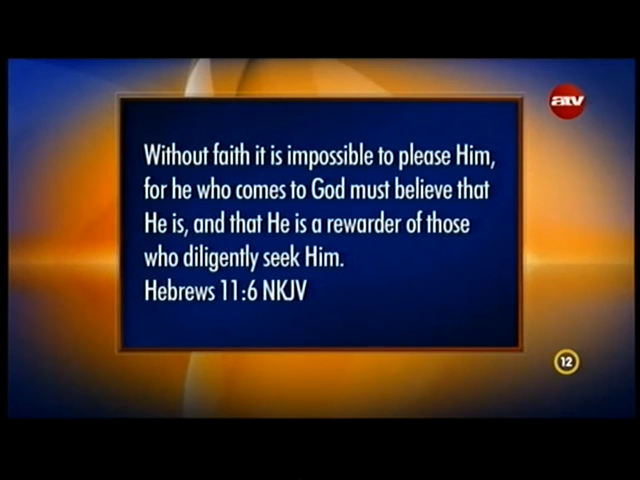 atv
Without faith it is impossible to please Him,
for he who comes to God must believe that
He is, and that He is a rewarder of those
who diligently seek Him.
Hebrews 11:6 NKJV
12